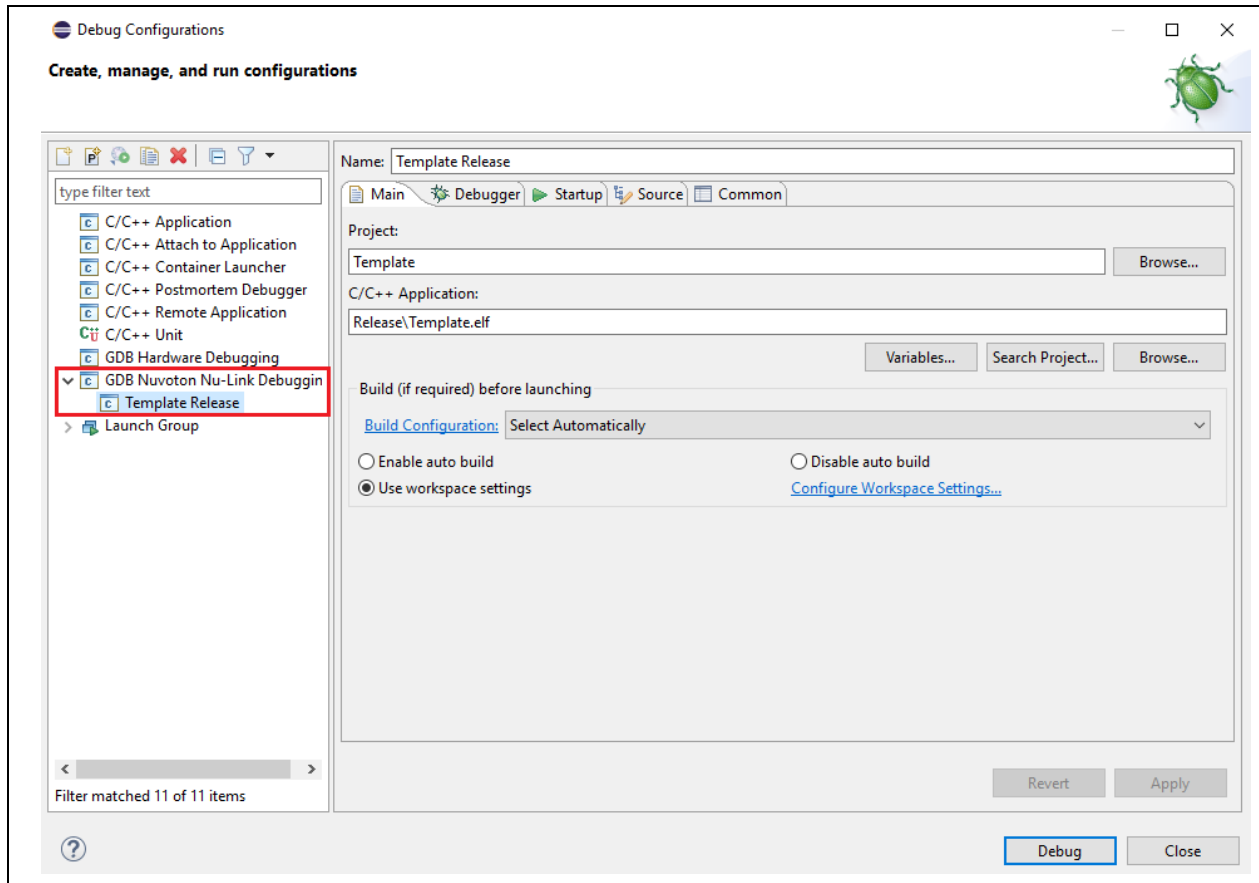 Debug Configurations
Create, manage, and run configurations
type filter text
C/C++ Application
C/C++ Attach to Application
C/C++ Container Launcher
C/C++ Postmortem Debugger
C/C++ Remote Application
C/C++ Unit
GDB Hardware Debugging
GDB Nuvoton Nu-Link Debuggin
Template Release
Launch Group
Filter matched 11 of 11 items
Name: Template Release
Main Debugger Startup Source Common
Project:
Template Browse...
C/C++ Application:
Release\Template.elf
Variables... Search Project... Browse...
Build (if required) before launching
Build Configuration: Select Automatically
Enable auto build Disable auto build
Use workspace settings Configure Workspace Settings...
Revert Apply
Debug Close